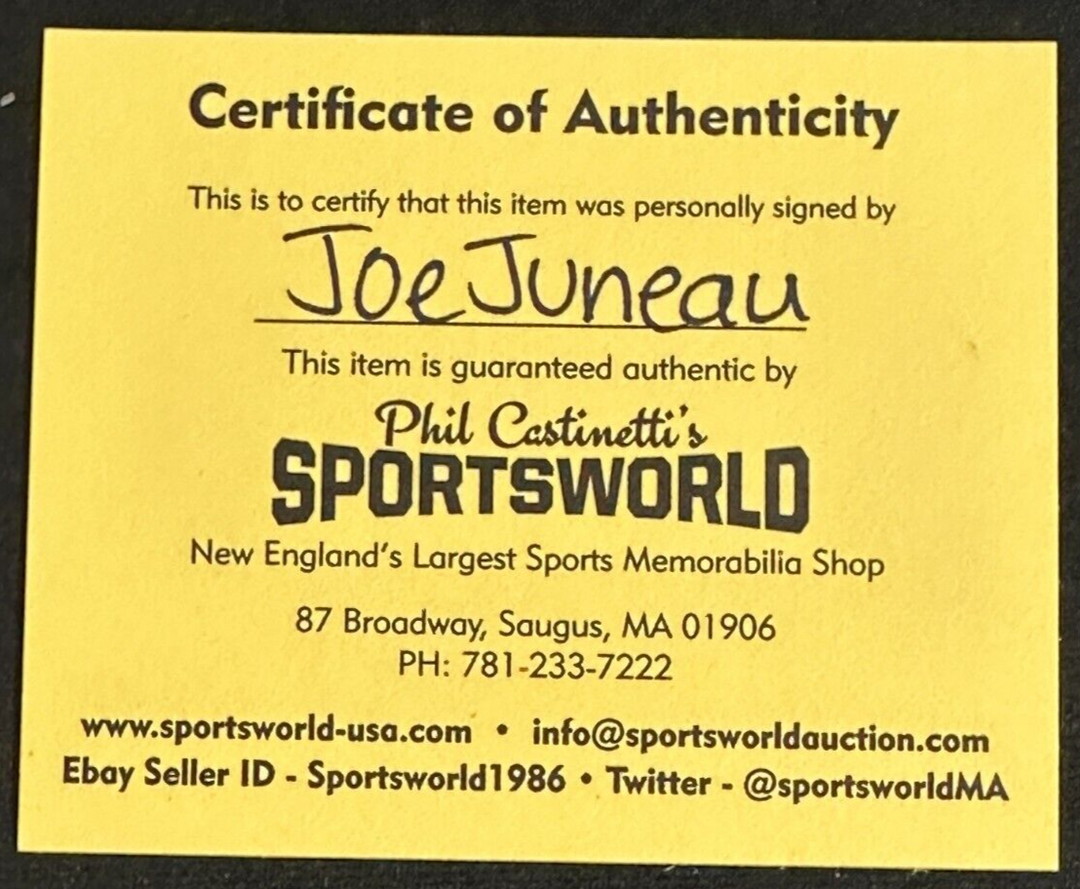 Certificate of Authenticity
This is to certify that this item was personally signed by
Joe Juneau
This item is guaranteed authentic by
Phil Castinetti's
SPORTSWORLD
New England's Largest Sports Memorabilia Shop
87 Broadway, Saugus, MA 01906
PH: 781-233-7222
www.sportsworld-usa.com • info@sportsworldauction.com
Ebay Seller ID - Sportsworld1986 • Twitter - @sportsworldMA